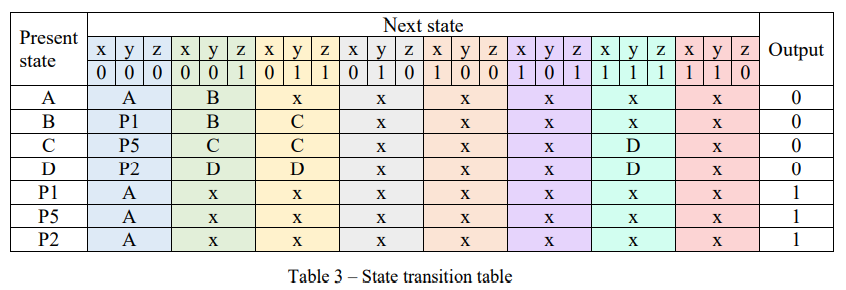 Present state Next state Output
x y z x y z x y z x y z x y z x y z x y z x y z
0 0 0 0 0 1 0 1 1 0 1 0 1 0 0 1 0 1 1 1 1 1 1 0
A A B x x x x x x 0
B P1 B C x x x x x 0
C P5 C C x x x D x 0
D P2 D D x x x D x 0
P1 A x x x x x x x 1
P5 A x x x x x x x 1
P2 A x x x x x x x 1
Table 3 – State transition table